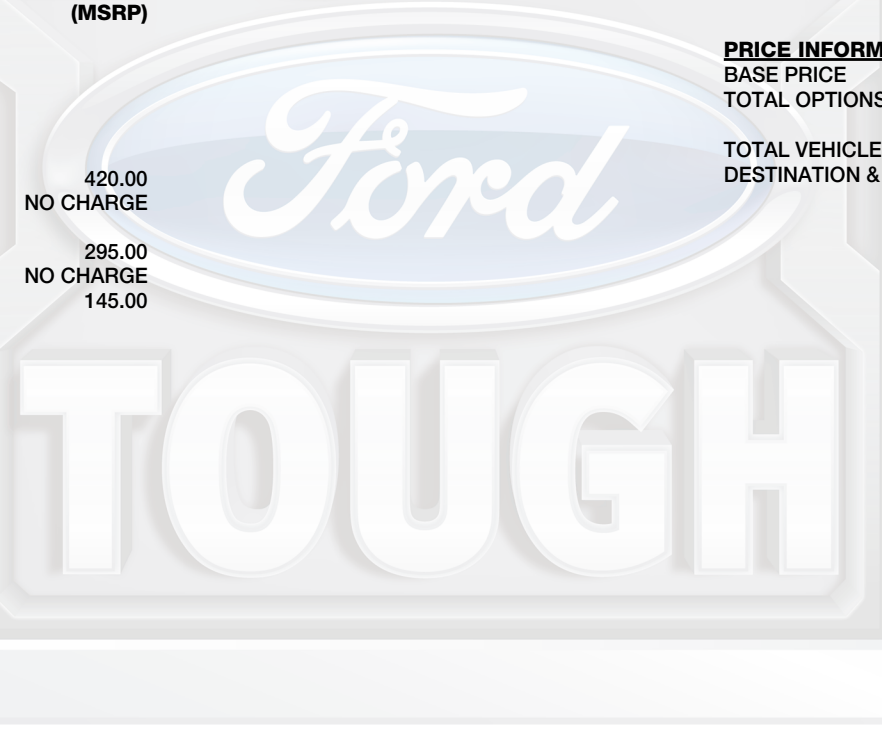 (MSRP)
420.00
NO CHARGE
295.00
NO CHARGE
145.00
PRICE INFORM
BASE PRICE
TOTAL OPTIONS
TOTAL VEHICLE
DESTINATION &
Ford
TOUGH